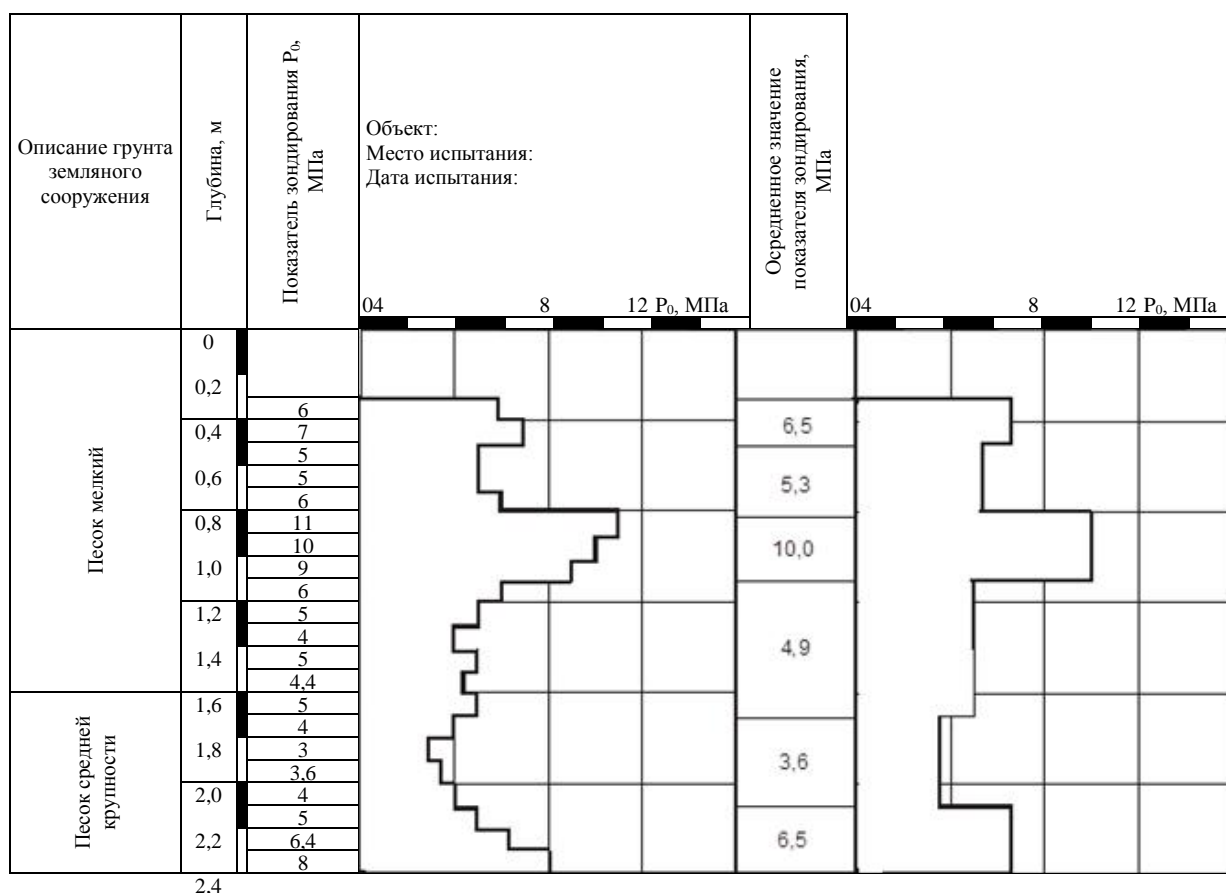 Описание грунта
земляного
сооружения
Глубина, м
Показатель зондирования P₀,
МПа
Объект:
Место испытания:
Дата испытания:
04 8 12 P₀, МПа
Осредненное значение
показателя зондирования,
МПа
04 8 12 P₀, МПа
Песок мелкий
Песок средней
крупности
0
0,2
0,4
0,6
0,8
1,0
1,2
1,4
1,6
1,8
2,0
2,2
2,4
6
7
5
5
6
11
10
9
6
5
4
5
4,4
5
4
3
3,6
4
5
6,4
8
6,5
5,3
10,0
4,9
3,6
6,5